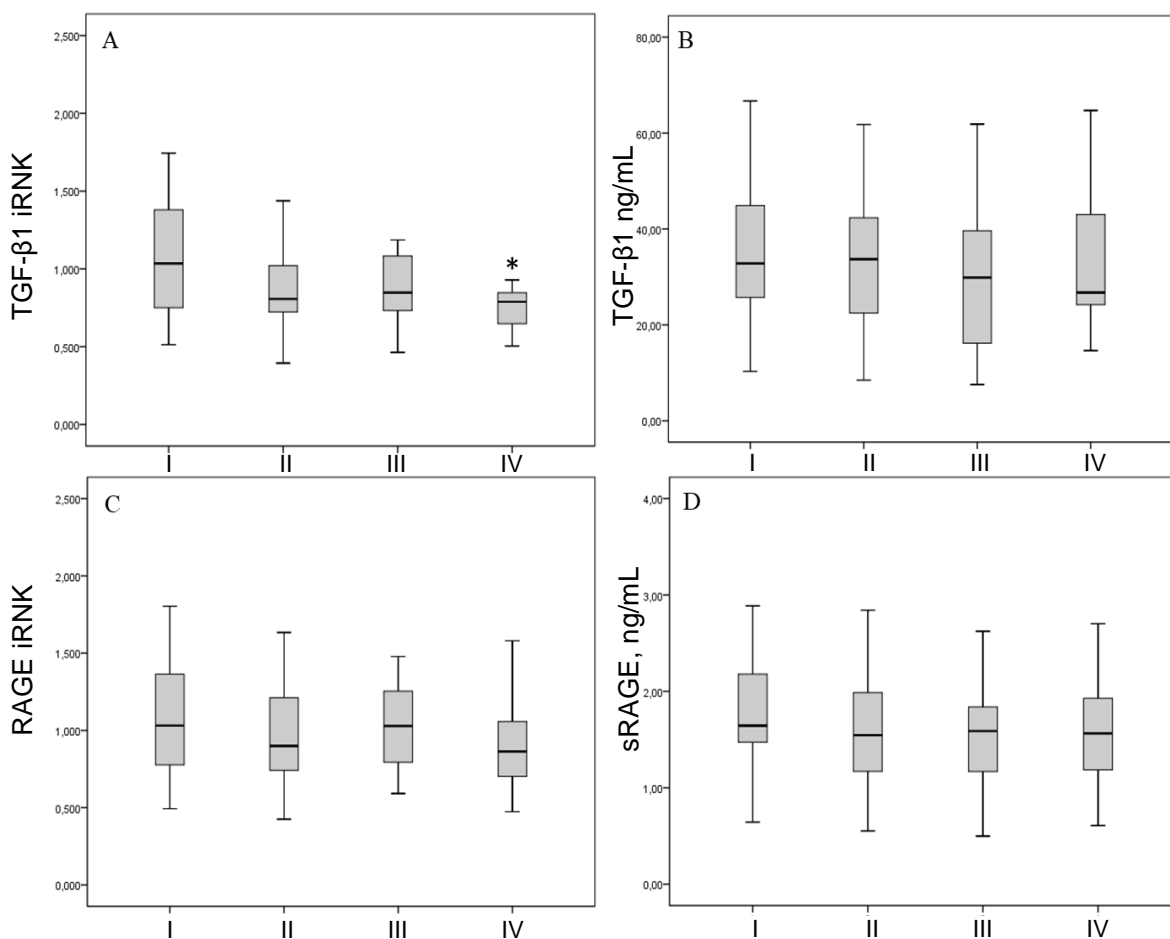 A
TGF-β1 iRNK
2,500
2,000
1,500
1,000
0,500
0,000
*
I II III IV
B
TGF-β1 ng/mL
80,00
60,00
40,00
20,00
0,00
I II III IV
C
RAGE iRNK
2,500
2,000
1,500
1,000
0,500
0,000
I II III IV
D
sRAGE, ng/mL
4,00
3,00
2,00
1,00
0,00
I II III IV